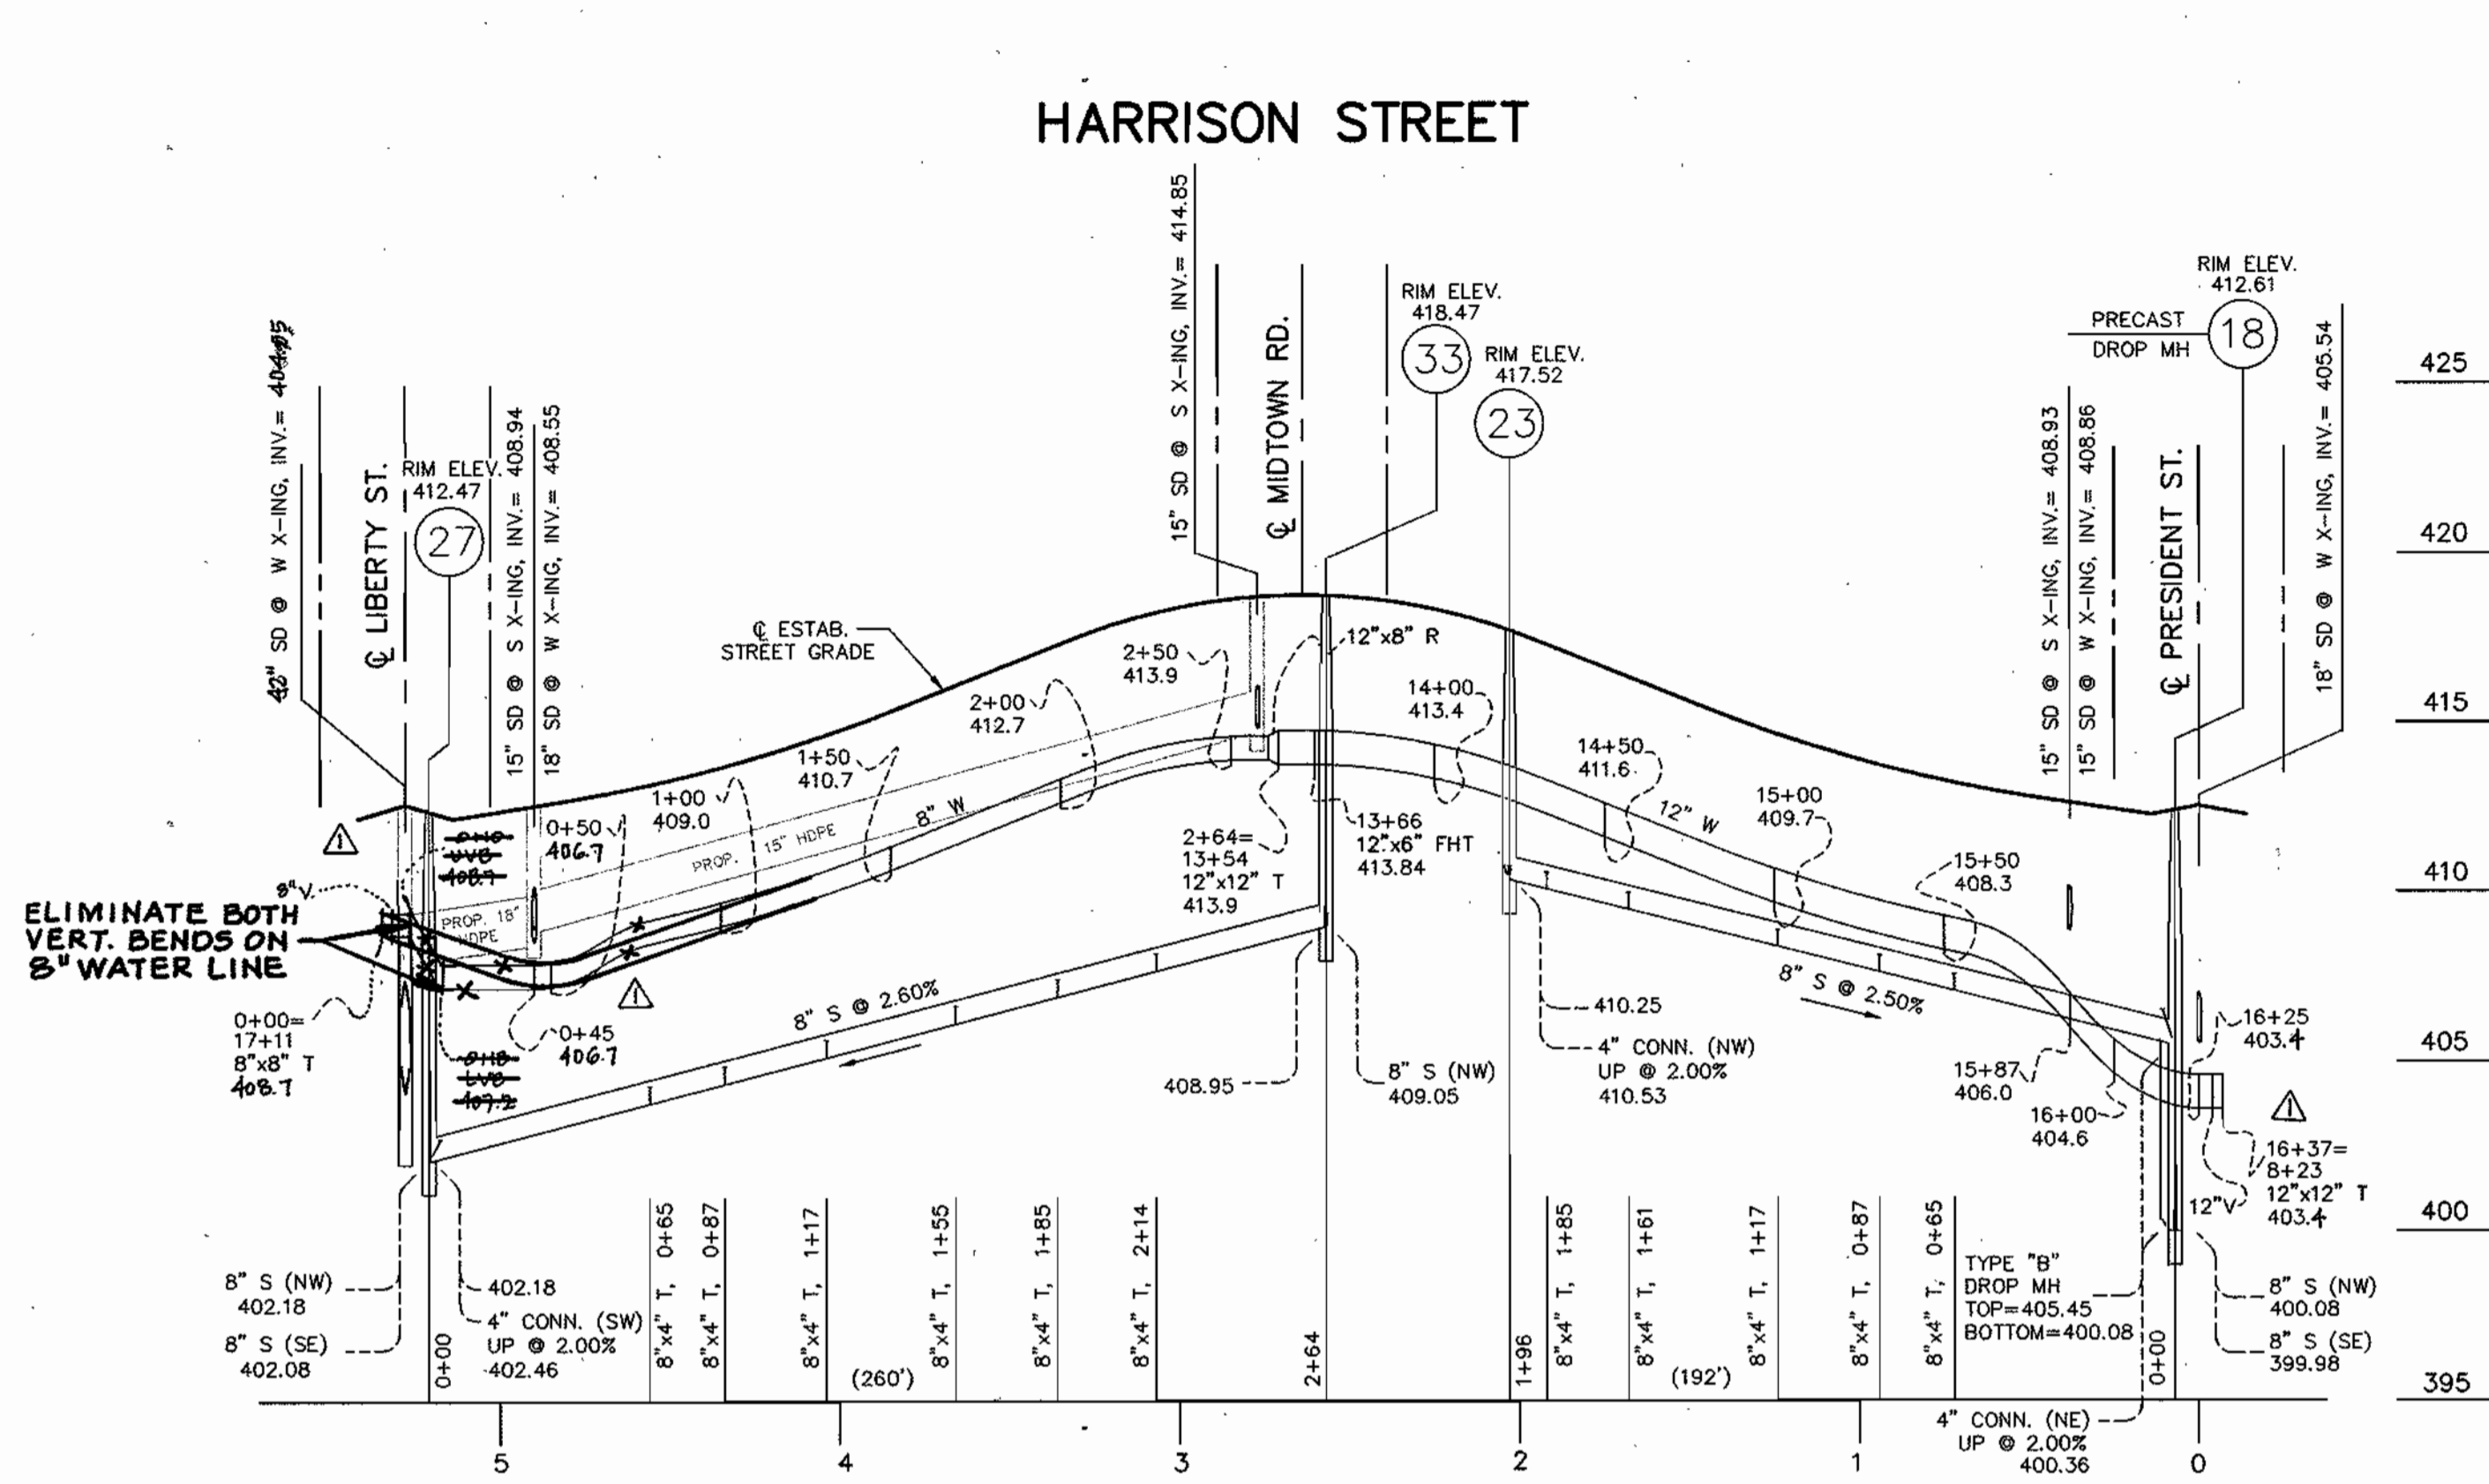 HARRISON STREET
42" SD @ W X-ING, INV.=
℄ LIBERTY ST.
RIM ELEV.
412.47
27
15" SD @ S X-ING, INV.= 408.94
18" SD @ W X-ING, INV.= 408.55
15" SD @ S X-ING, INV.= 414.85
℄ MIDTOWN RD.
RIM ELEV.
418.47
33
RIM ELEV.
417.52
23
RIM ELEV.
412.61
PRECAST
DROP MH
18
15" SD @ S X-ING, INV.= 408.93
15" SD @ W X-ING, INV.= 408.86
℄ PRESIDENT ST.
18" SD @ W X-ING, INV.= 405.54
425
420
415
410
405
400
395
℄ ESTAB.
STREET GRADE
12"x8" R
2+50
413.9
2+00
412.7
1+50
410.7
1+00
409.0
0+50
406.7
8" W
PROP. 15" HDPE
PROP. 18"
HDPE
UVB
408.7
8"V
ELIMINATE BOTH
VERT. BENDS ON
8" WATER LINE
0+00=
17+11
8"x8" T
408.7
LVB
407.2
0+45
406.7
1
1
8" S @ 2.60%
14+00
413.4
14+50
411.6
12" W
15+00
409.7
15+50
408.3
2+64=
13+54
12"x12" T
413.9
13+66
12"x6" FHT
413.84
408.95
8" S (NW)
409.05
410.25
4" CONN. (NW)
UP @ 2.00%
410.53
8" S @ 2.50%
15+87
406.0
16+00
404.6
16+25
403.4
1
16+37=
8+23
12"x12" T
403.4
12"V
8" S (NW)
402.18
8" S (SE)
402.08
0+00
402.18
4" CONN. (SW)
UP @ 2.00%
402.46
8"x4" T, 0+65
8"x4" T, 0+87
8"x4" T, 1+17
(260')
8"x4" T, 1+55
8"x4" T, 1+85
8"x4" T, 2+14
2+64
1+96
8"x4" T, 1+85
8"x4" T, 1+61
(192')
8"x4" T, 1+17
8"x4" T, 0+87
8"x4" T, 0+65
TYPE "B"
DROP MH
TOP=405.45
BOTTOM=400.08
0+00
8" S (NW)
400.08
8" S (SE)
399.98
4" CONN. (NE)
UP @ 2.00%
400.36
5
4
3
2
1
0